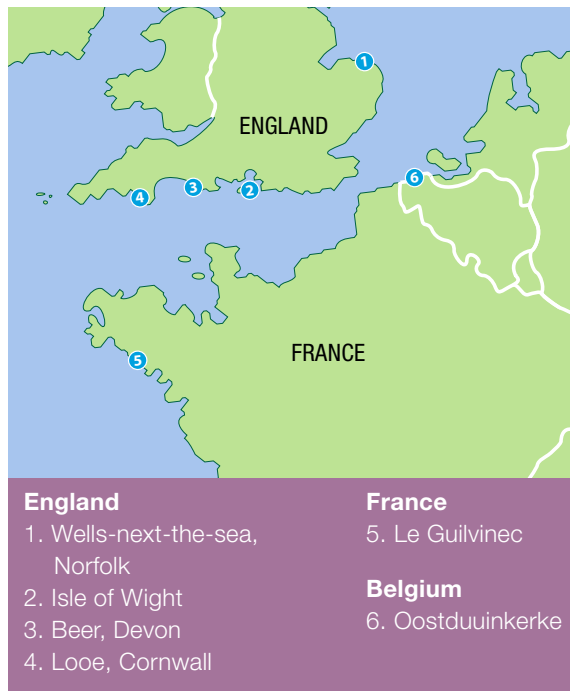 1
ENGLAND
6
3
2
4
FRANCE
5
England
1. Wells-next-the-sea,
Norfolk
2. Isle of Wight
3. Beer, Devon
4. Looe, Cornwall
France
5. Le Guilvinec
Belgium
6. Oostduuinkerke